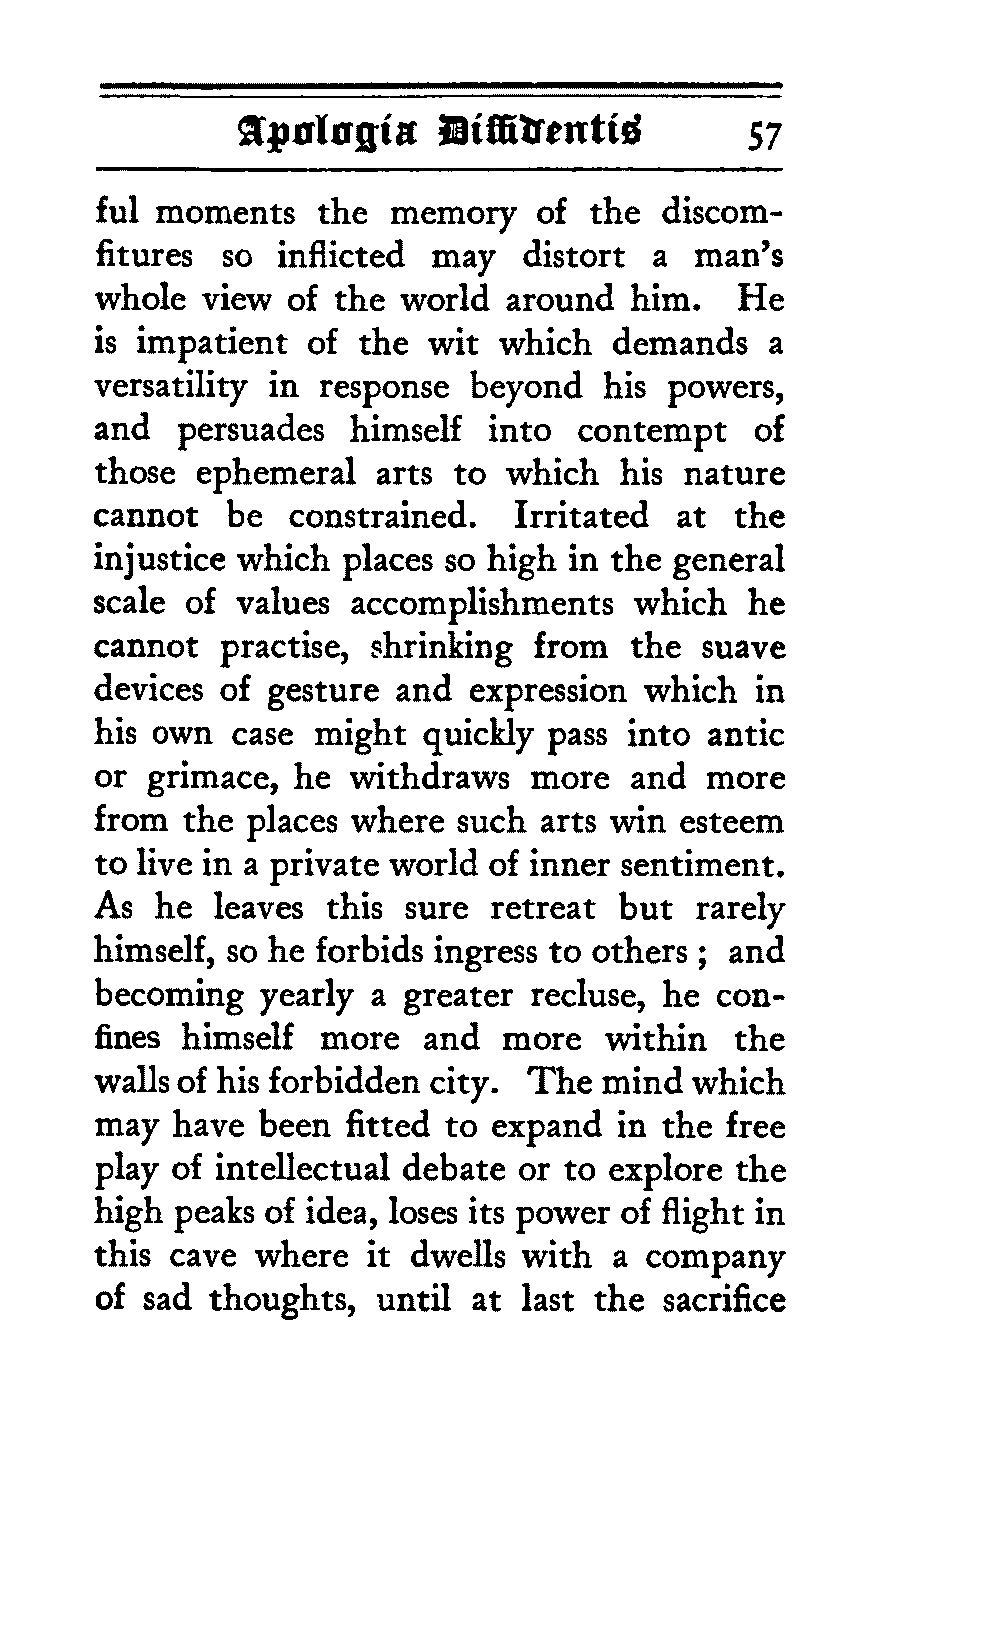 Apologia Diffidentis 57
ful moments the memory of the discom-
fitures so inflicted may distort a man's
whole view of the world around him. He
is impatient of the wit which demands a
versatility in response beyond his powers,
and persuades himself into contempt of
those ephemeral arts to which his nature
cannot be constrained. Irritated at the
injustice which places so high in the general
scale of values accomplishments which he
cannot practise, shrinking from the suave
devices of gesture and expression which in
his own case might quickly pass into antic
or grimace, he withdraws more and more
from the places where such arts win esteem
to live in a private world of inner sentiment.
As he leaves this sure retreat but rarely
himself, so he forbids ingress to others ; and
becoming yearly a greater recluse, he con-
fines himself more and more within the
walls of his forbidden city. The mind which
may have been fitted to expand in the free
play of intellectual debate or to explore the
high peaks of idea, loses its power of flight in
this cave where it dwells with a company
of sad thoughts, until at last the sacrifice